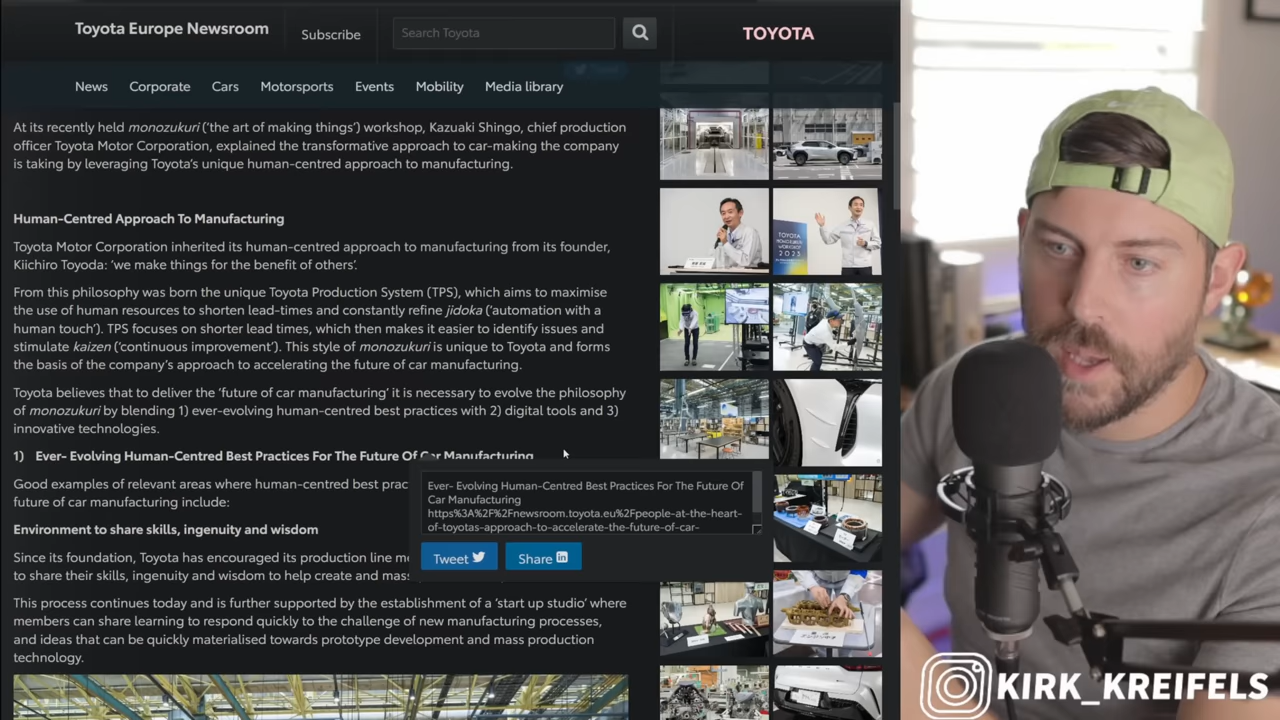 Toyota Europe Newsroom
Subscribe
Search Toyota
TOYOTA
News
Corporate
Cars
Motorsports
Events
Mobility
Media library
At its recently held monozukuri ('the art of making things') workshop, Kazuaki Shingo, chief production
officer Toyota Motor Corporation, explained the transformative approach to car-making the company
is taking by leveraging Toyota's unique human-centred approach to manufacturing.
Human-Centred Approach To Manufacturing
Toyota Motor Corporation inherited its human-centred approach to manufacturing from its founder,
Kiichiro Toyota: 'we make things for the benefit of others'.
From this philosophy was born the unique Toyota Production System (TPS), which aims to maximise
the use of human resources to shorten lead-times and constantly refine jidoka ('automation with a
human touch'). TPS focuses on shorter lead times, which then makes it easier to identify issues and
stimulate kaizen ('continuous improvement'). This style of monozukuri is unique to Toyota and forms
the basis of the company's approach to accelerating the future of car manufacturing.
Toyota believes that to deliver the 'future of car manufacturing' it is necessary to evolve the philosophy
of monozukuri by blending 1) ever-evolving human-centred best practices with 2) digital tools and 3)
innovative technologies.
1) Ever- Evolving Human-Centred Best Practices For The Future Of Car Manufacturing
Good examples of relevant areas where human-centred best prac
future of car manufacturing include:
Environment to share skills, ingenuity and wisdom
Since its foundation, Toyota has encouraged its production line me
to share their skills, ingenuity and wisdom to help create and mass
This process continues today and is further supported by the establishment of a 'start up studio' where
members can share learning to respond quickly to the challenge of new manufacturing processes,
and ideas that can be quickly materialised towards prototype development and mass production
technology.
Ever- Evolving Human-Centred Best Practices For The Future Of
Car Manufacturing
https%3A%2F%2Fnewsroom.toyota.eu%2Fpeople-at-the-heart-
of-toyotas-approach-to-accelerate-the-future-of-car-
Tweet
Share
TOYOTA
WORKSHOP
2023
KIRK_KREIFELS